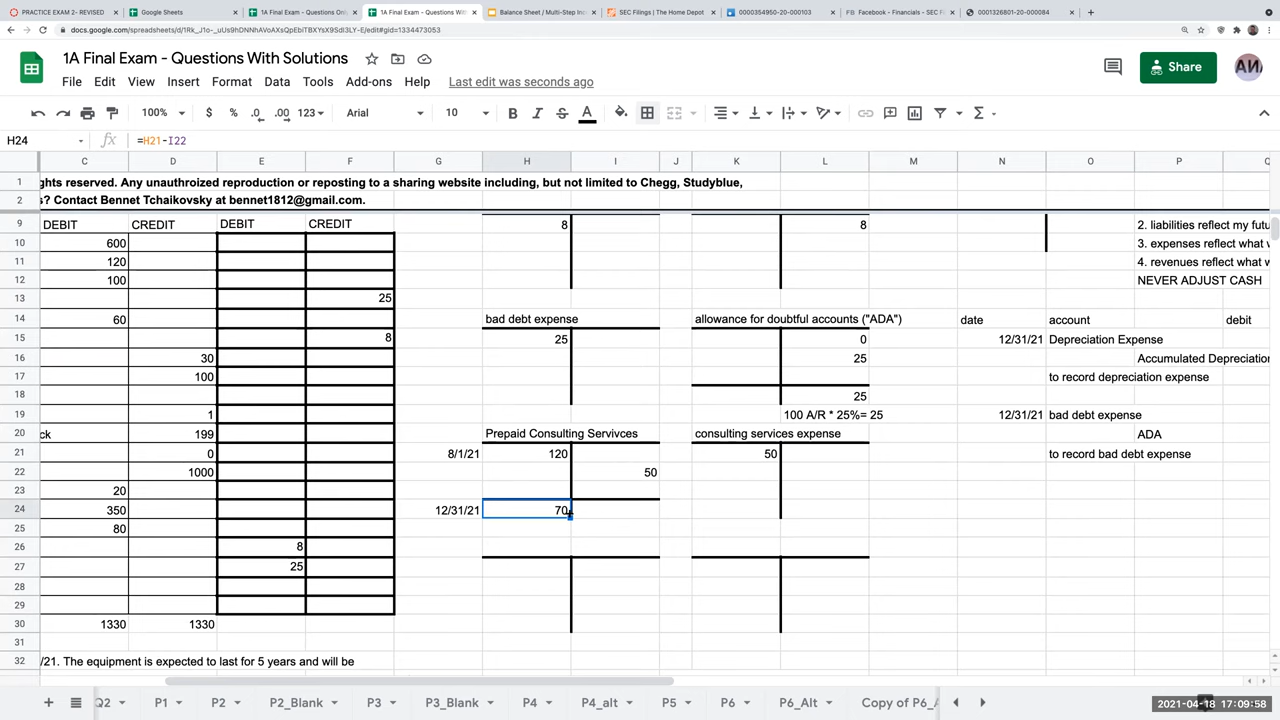 PRACTICE EXAM 2 - REVISED
Google Sheets
1A Final Exam - Questions Onl
1A Final Exam - Questions Wit
Balance Sheet / Multi-Step Inc
SEC Filings | The Home Depot
0000354950-20-000103
Facebook - Financials - SEC Fi
0001326801-20-000084
docs.google.com/spreadsheets/d/1Rk_J1o-_uUs9hDNNhAVoAXsQpEbiTBXYsX9Sdl3LY-E/edit#gid=1334473053
1A Final Exam - Questions With Solutions
File Edit View Insert Format Data Tools Add-ons Help Last edit was seconds ago
Share
100% $ % .0 .00 123 Arial 10 B I S A
H24 fx =H21-I22
C D E F G H I J K L M N O P Q
1 ghts reserved. Any unauthroized reproduction or reposting to a sharing website including, but not limited to Chegg, Studyblue,
2 s? Contact Bennet Tchaikovsky at bennet1812@gmail.com.
9 DEBIT CREDIT DEBIT CREDIT 8 8 2. liabilities reflect my futu
10 600 3. expenses reflect what v
11 120 4. revenues reflect what w
12 100 NEVER ADJUST CASH
13 25
14 60 bad debt expense allowance for doubtful accounts ("ADA") date account debit
15 8 25 0 12/31/21 Depreciation Expense
16 30 25 Accumulated Depreciation
17 100 to record depreciation expense
18 25
19 1 100 A/R * 25%= 25 12/31/21 bad debt expense
20 ck 199 Prepaid Consulting Servivces consulting services expense ADA
21 0 8/1/21 120 50 to record bad debt expense
22 1000 50
23 20
24 350 12/31/21 70
25 80
26 8
27 25
28
29
30 1330 1330
31
32 /21. The equipment is expected to last for 5 years and will be
Q2 P1 P2 P2_Blank P3 P3_Blank P4 P4_alt P5 P6 P6_Alt Copy of P6_A
2021-04-18 17:09:58